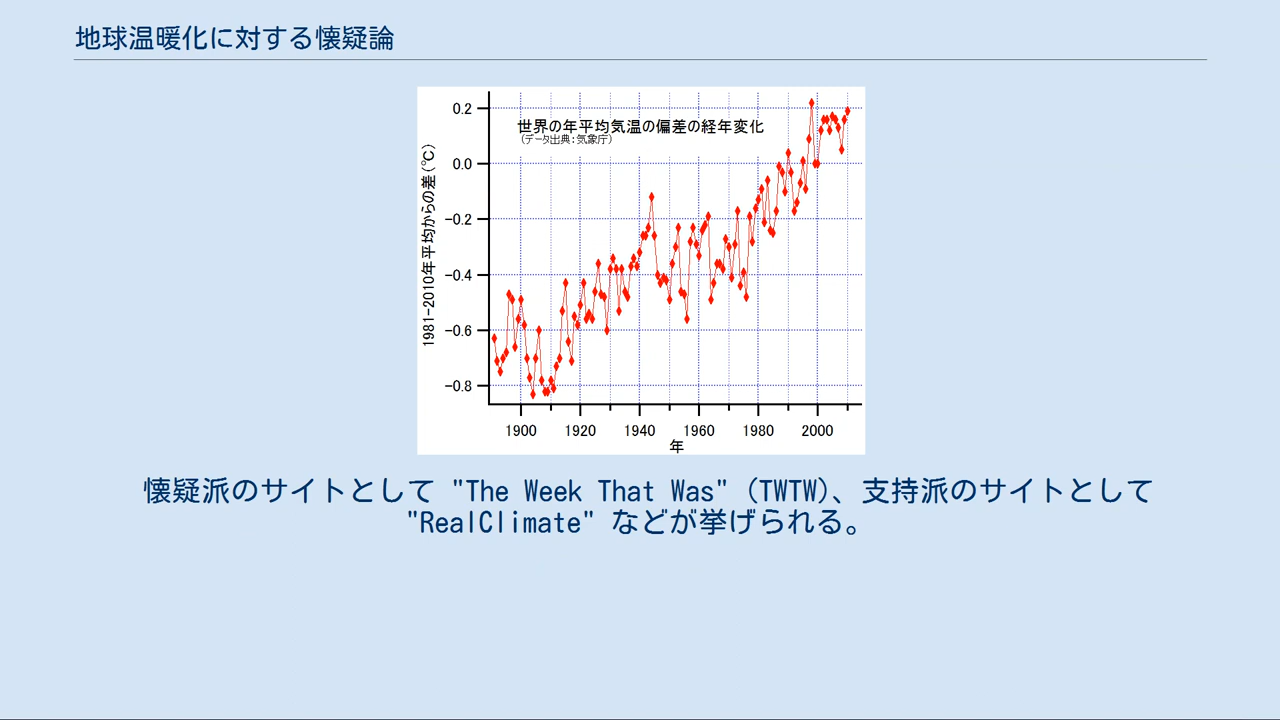 地球温暖化に対する懐疑論
世界の年平均気温の偏差の経年変化
(データ出典:気象庁)
1981-2010年平均からの差(℃)
0.2
0.0
-0.2
-0.4
-0.6
-0.8
1900 1920 1940 1960 1980 2000
年
懐疑派のサイトとして "The Week That Was" (TWTW)、支持派のサイトとして
"RealClimate" などが挙げられる。